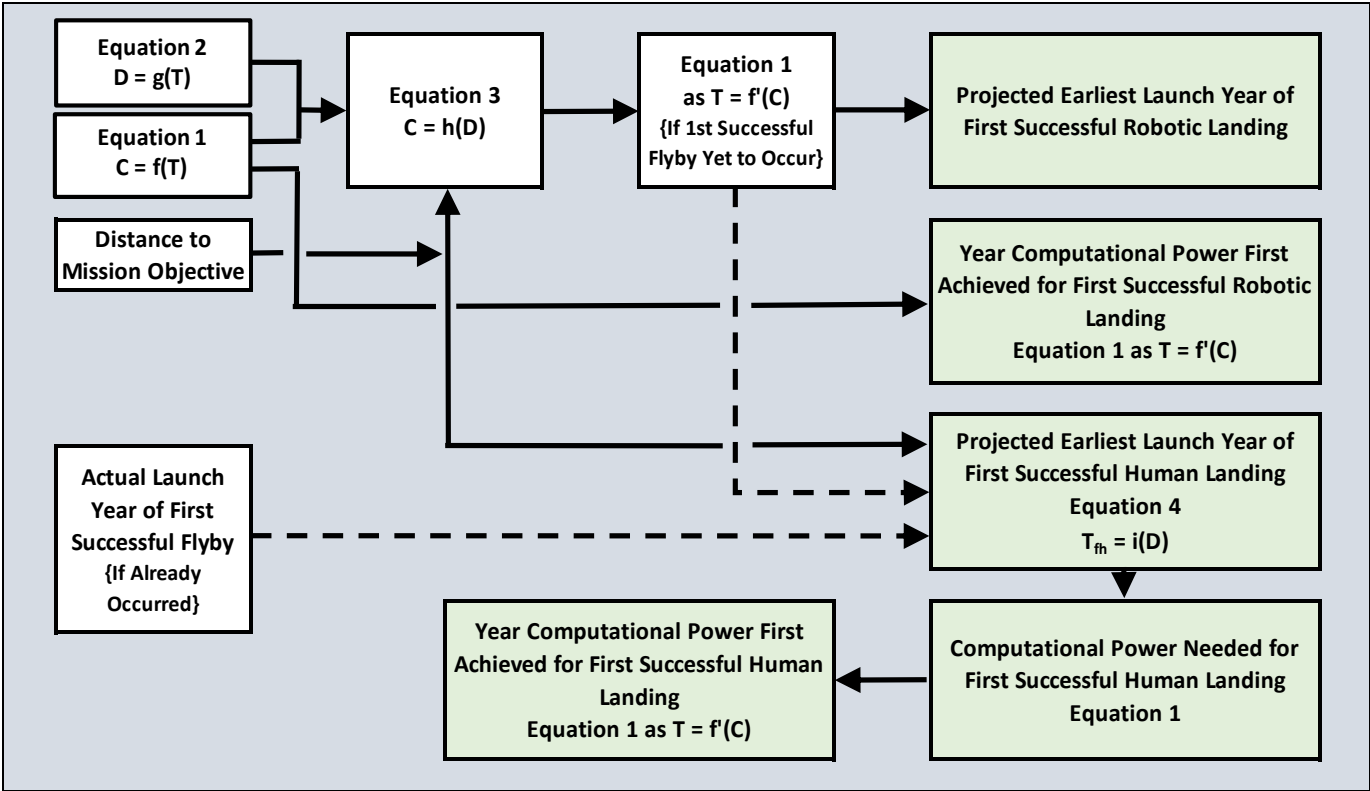 Equation 2
D = g(T)
Equation 1
C = f(T)
Distance to
Mission Objective
Equation 3
C = h(D)
Equation 1
as T = f'(C)
{If 1st Successful
Flyby Yet to Occur}
Projected Earliest Launch Year of
First Successful Robotic Landing
Year Computational Power First
Achieved for First Successful Robotic
Landing
Equation 1 as T = f'(C)
Actual Launch
Year of First
Successful Flyby
{If Already
Occurred}
Projected Earliest Launch Year of
First Successful Human Landing
Equation 4
Tfh = i(D)
Year Computational Power First
Achieved for First Successful Human
Landing
Equation 1 as T = f'(C)
Computational Power Needed for
First Successful Human Landing
Equation 1